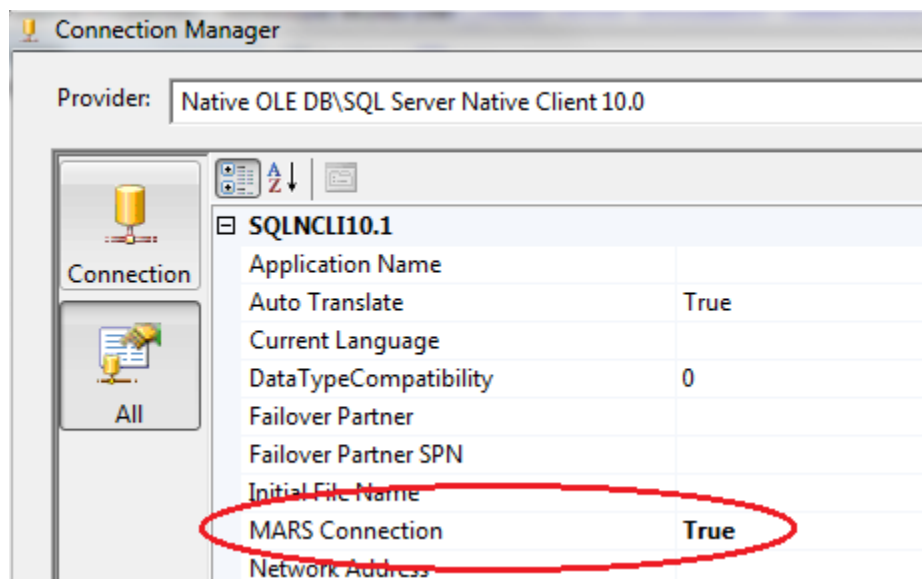 Connection Manager
Provider: Native OLE DB\SQL Server Native Client 10.0
A
Z
SQLNCLI10.1
Connection
Application Name
Auto Translate True
Current Language
DataTypeCompatibility 0
All
Failover Partner
Failover Partner SPN
Initial File Name
MARS Connection True
Network Address